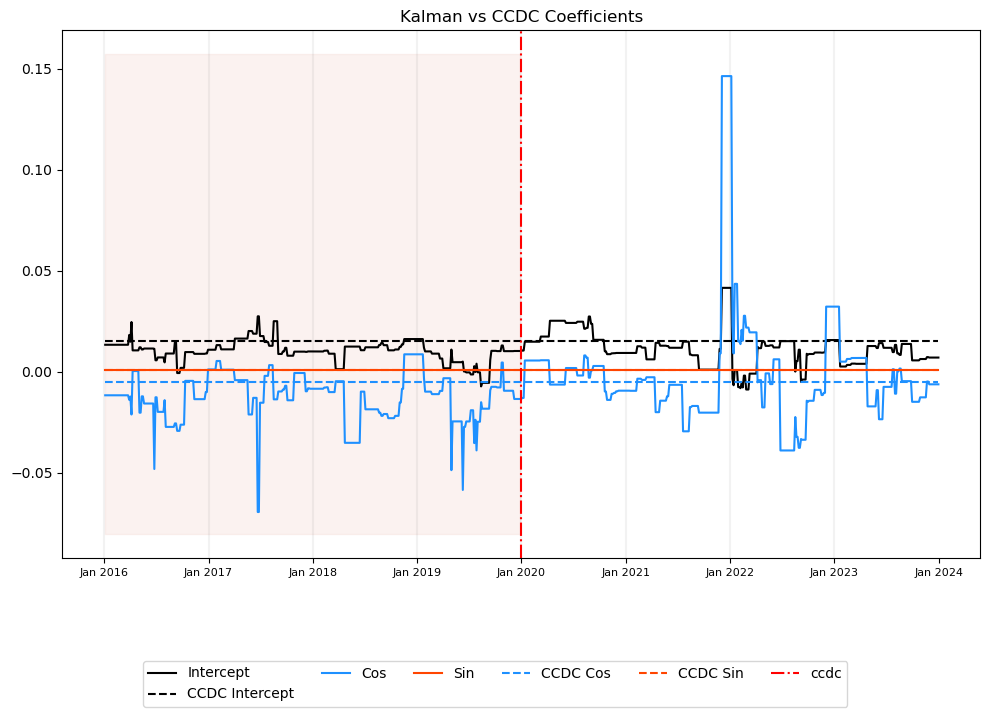 Kalman vs CCDC Coefficients
0.15
0.10
0.05
0.00
−0.05
Jan 2016 Jan 2017 Jan 2018 Jan 2019 Jan 2020 Jan 2021 Jan 2022 Jan 2023 Jan 2024
Intercept Cos Sin CCDC Cos CCDC Sin ccdc
CCDC Intercept